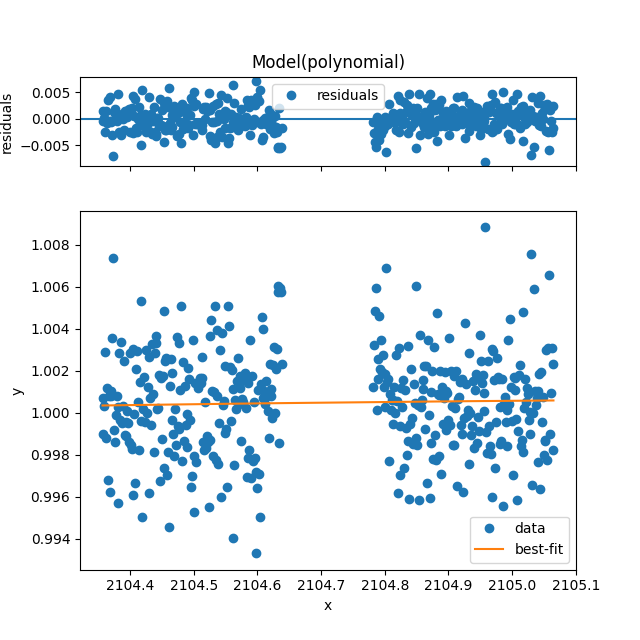 Model(polynomial)
residuals
0.005
0.000
−0.005
residuals
y
1.008
1.006
1.004
1.002
1.000
0.998
0.996
0.994
data
best-fit
2104.4 2104.5 2104.6 2104.7 2104.8 2104.9 2105.0 2105.1
x